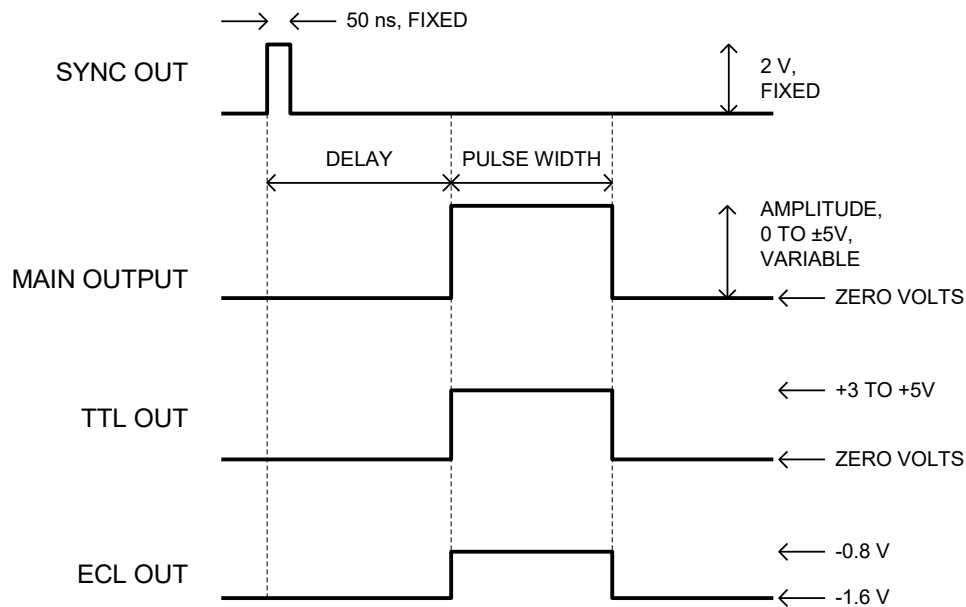 50 ns, FIXED
SYNC OUT
2 V,
FIXED
DELAY
PULSE WIDTH
AMPLITUDE,
0 TO ±5V,
VARIABLE
MAIN OUTPUT
ZERO VOLTS
+3 TO +5V
TTL OUT
ZERO VOLTS
-0.8 V
ECL OUT
-1.6 V